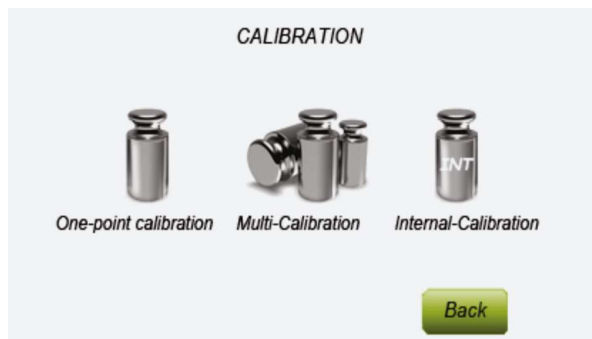 CALIBRATION
INT
One-point calibration Multi-Calibration Internal-Calibration
Back